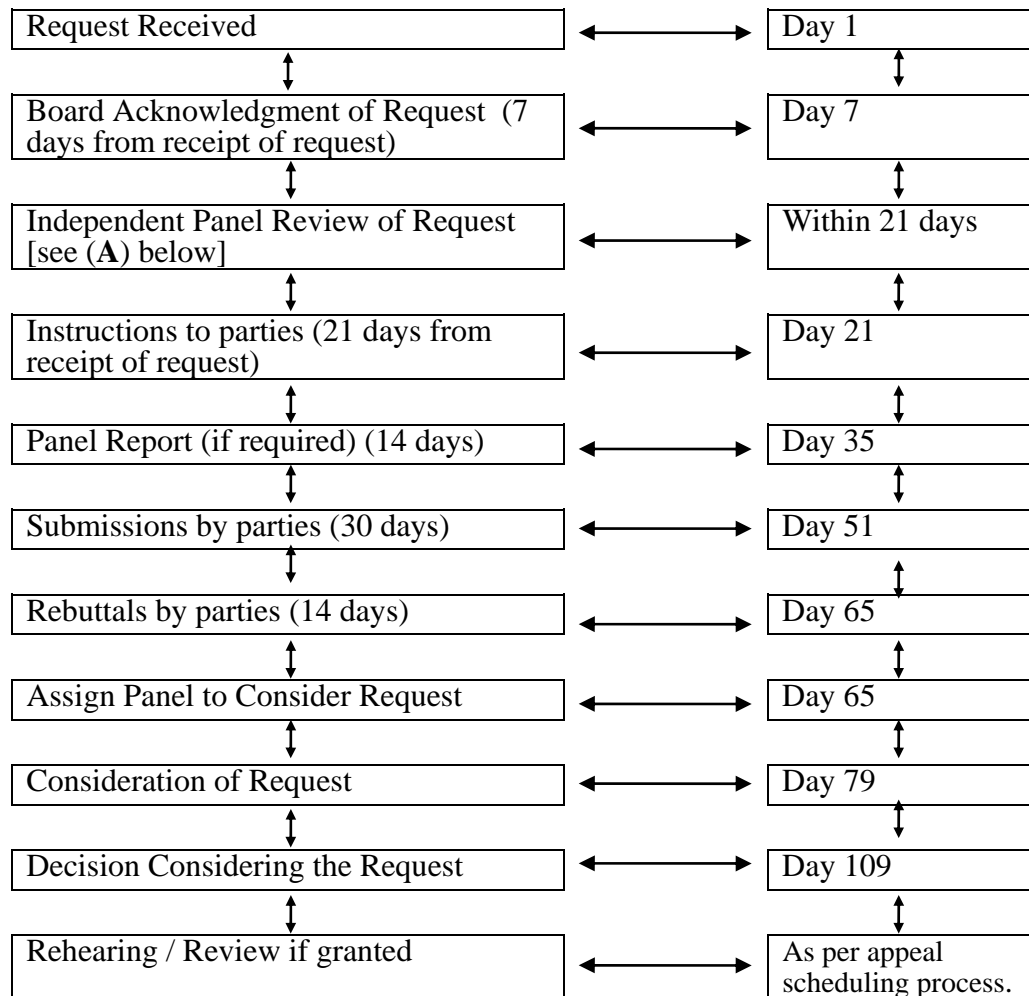 Request Received
Day 1
Board Acknowledgment of Request (7
days from receipt of request)
Day 7
Independent Panel Review of Request
[see (A) below]
Within 21 days
Instructions to parties (21 days from
receipt of request)
Day 21
Panel Report (if required) (14 days)
Day 35
Submissions by parties (30 days)
Day 51
Rebuttals by parties (14 days)
Day 65
Assign Panel to Consider Request
Day 65
Consideration of Request
Day 79
Decision Considering the Request
Day 109
Rehearing / Review if granted
As per appeal
scheduling process.